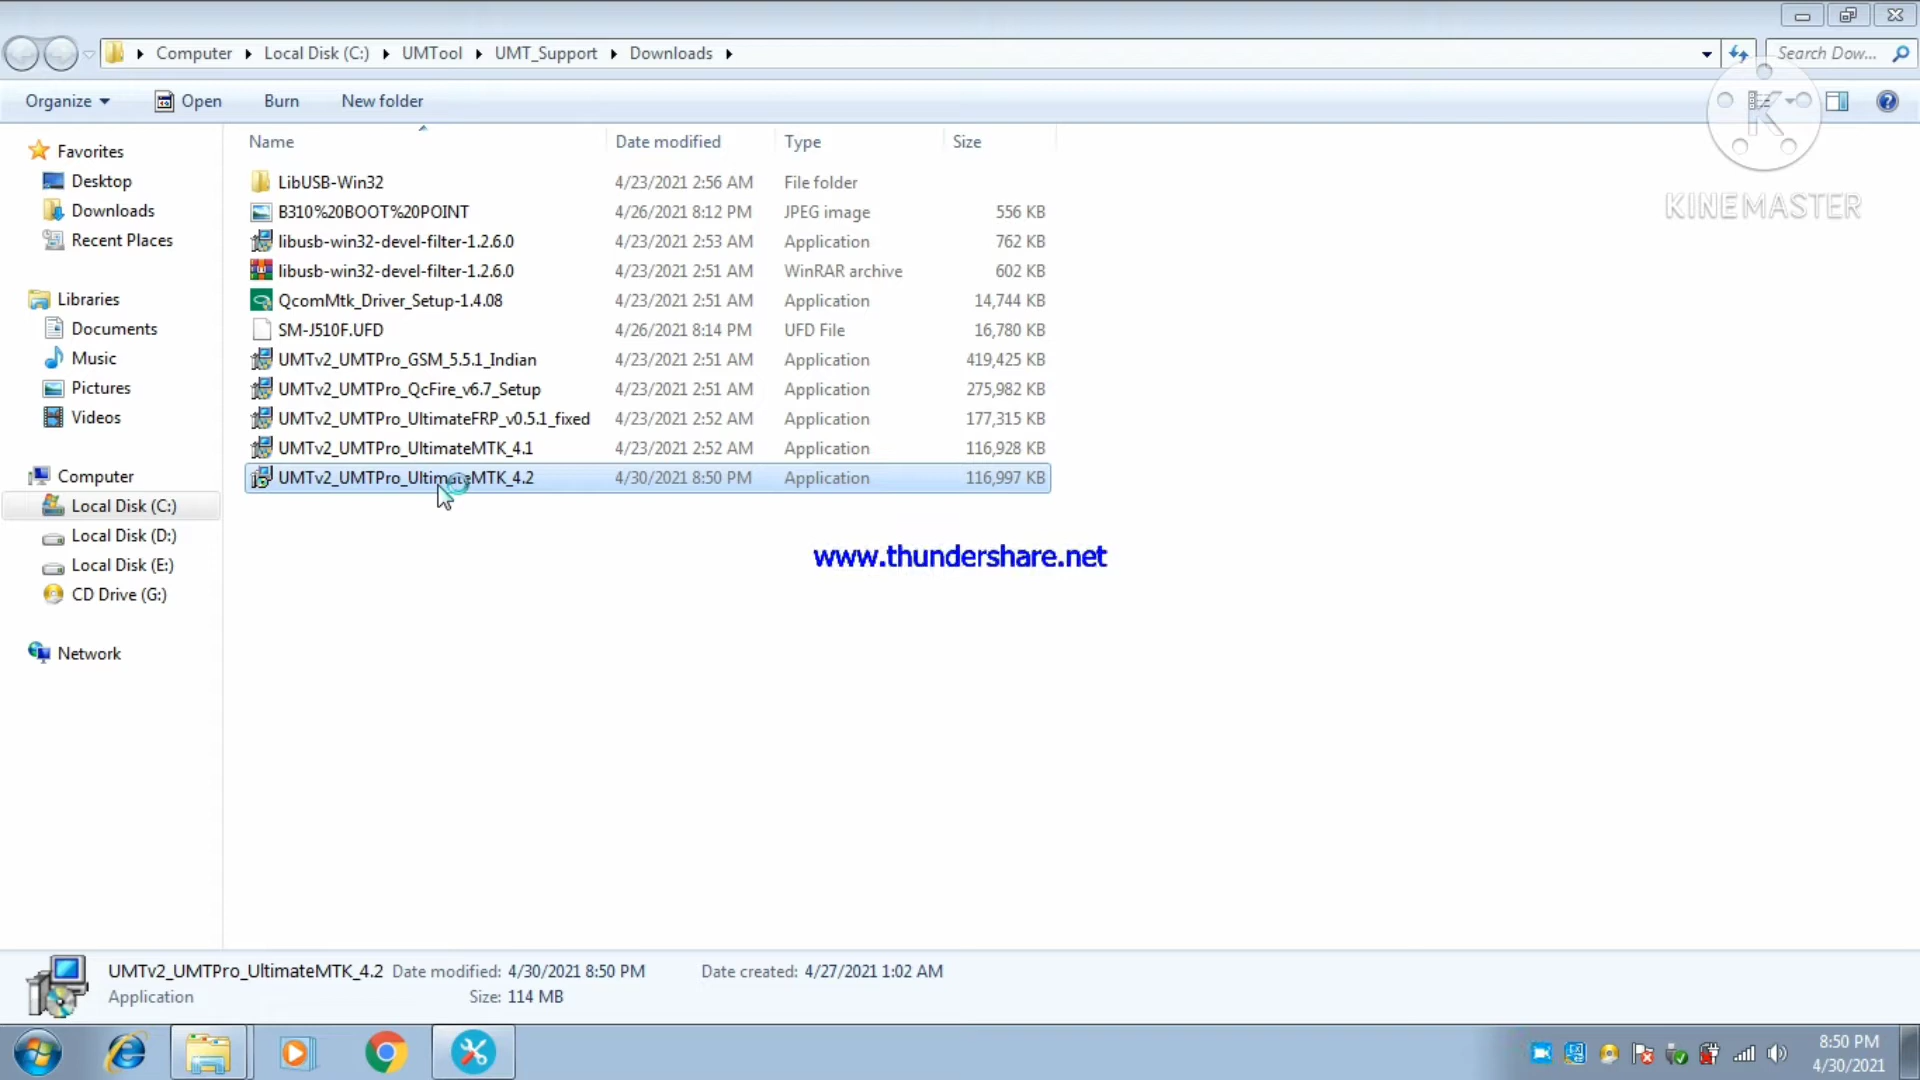 Computer Local Disk (C:) UMTool UMT_Support Downloads Search Dow...
Organize Open Burn New folder
KINEMASTER
Favorites
Desktop
Downloads
Recent Places
Libraries
Documents
Music
Pictures
Videos
Computer
Local Disk (C:)
Local Disk (D:)
Local Disk (E:)
CD Drive (G:)
Network
Name Date modified Type Size
LibUSB-Win32 4/23/2021 2:56 AM File folder
B310%20BOOT%20POINT 4/26/2021 8:12 PM JPEG image 556 KB
libusb-win32-devel-filter-1.2.6.0 4/23/2021 2:53 AM Application 762 KB
libusb-win32-devel-filter-1.2.6.0 4/23/2021 2:51 AM WinRAR archive 602 KB
QcomMtk_Driver_Setup-1.4.08 4/23/2021 2:51 AM Application 14,744 KB
SM-J510F.UFD 4/26/2021 8:14 PM UFD File 16,780 KB
UMTv2_UMTPro_GSM_5.5.1_Indian 4/23/2021 2:51 AM Application 419,425 KB
UMTv2_UMTPro_QcFire_v6.7_Setup 4/23/2021 2:51 AM Application 275,982 KB
UMTv2_UMTPro_UltimateFRP_v0.5.1_fixed 4/23/2021 2:52 AM Application 177,315 KB
UMTv2_UMTPro_UltimateMTK_4.1 4/23/2021 2:52 AM Application 116,928 KB
UMTv2_UMTPro_UltimateMTK_4.2 4/30/2021 8:50 PM Application 116,997 KB
www.thundershare.net
UMTv2_UMTPro_UltimateMTK_4.2 Date modified: 4/30/2021 8:50 PM Date created: 4/27/2021 1:02 AM
Application Size: 114 MB
8:50 PM
4/30/2021